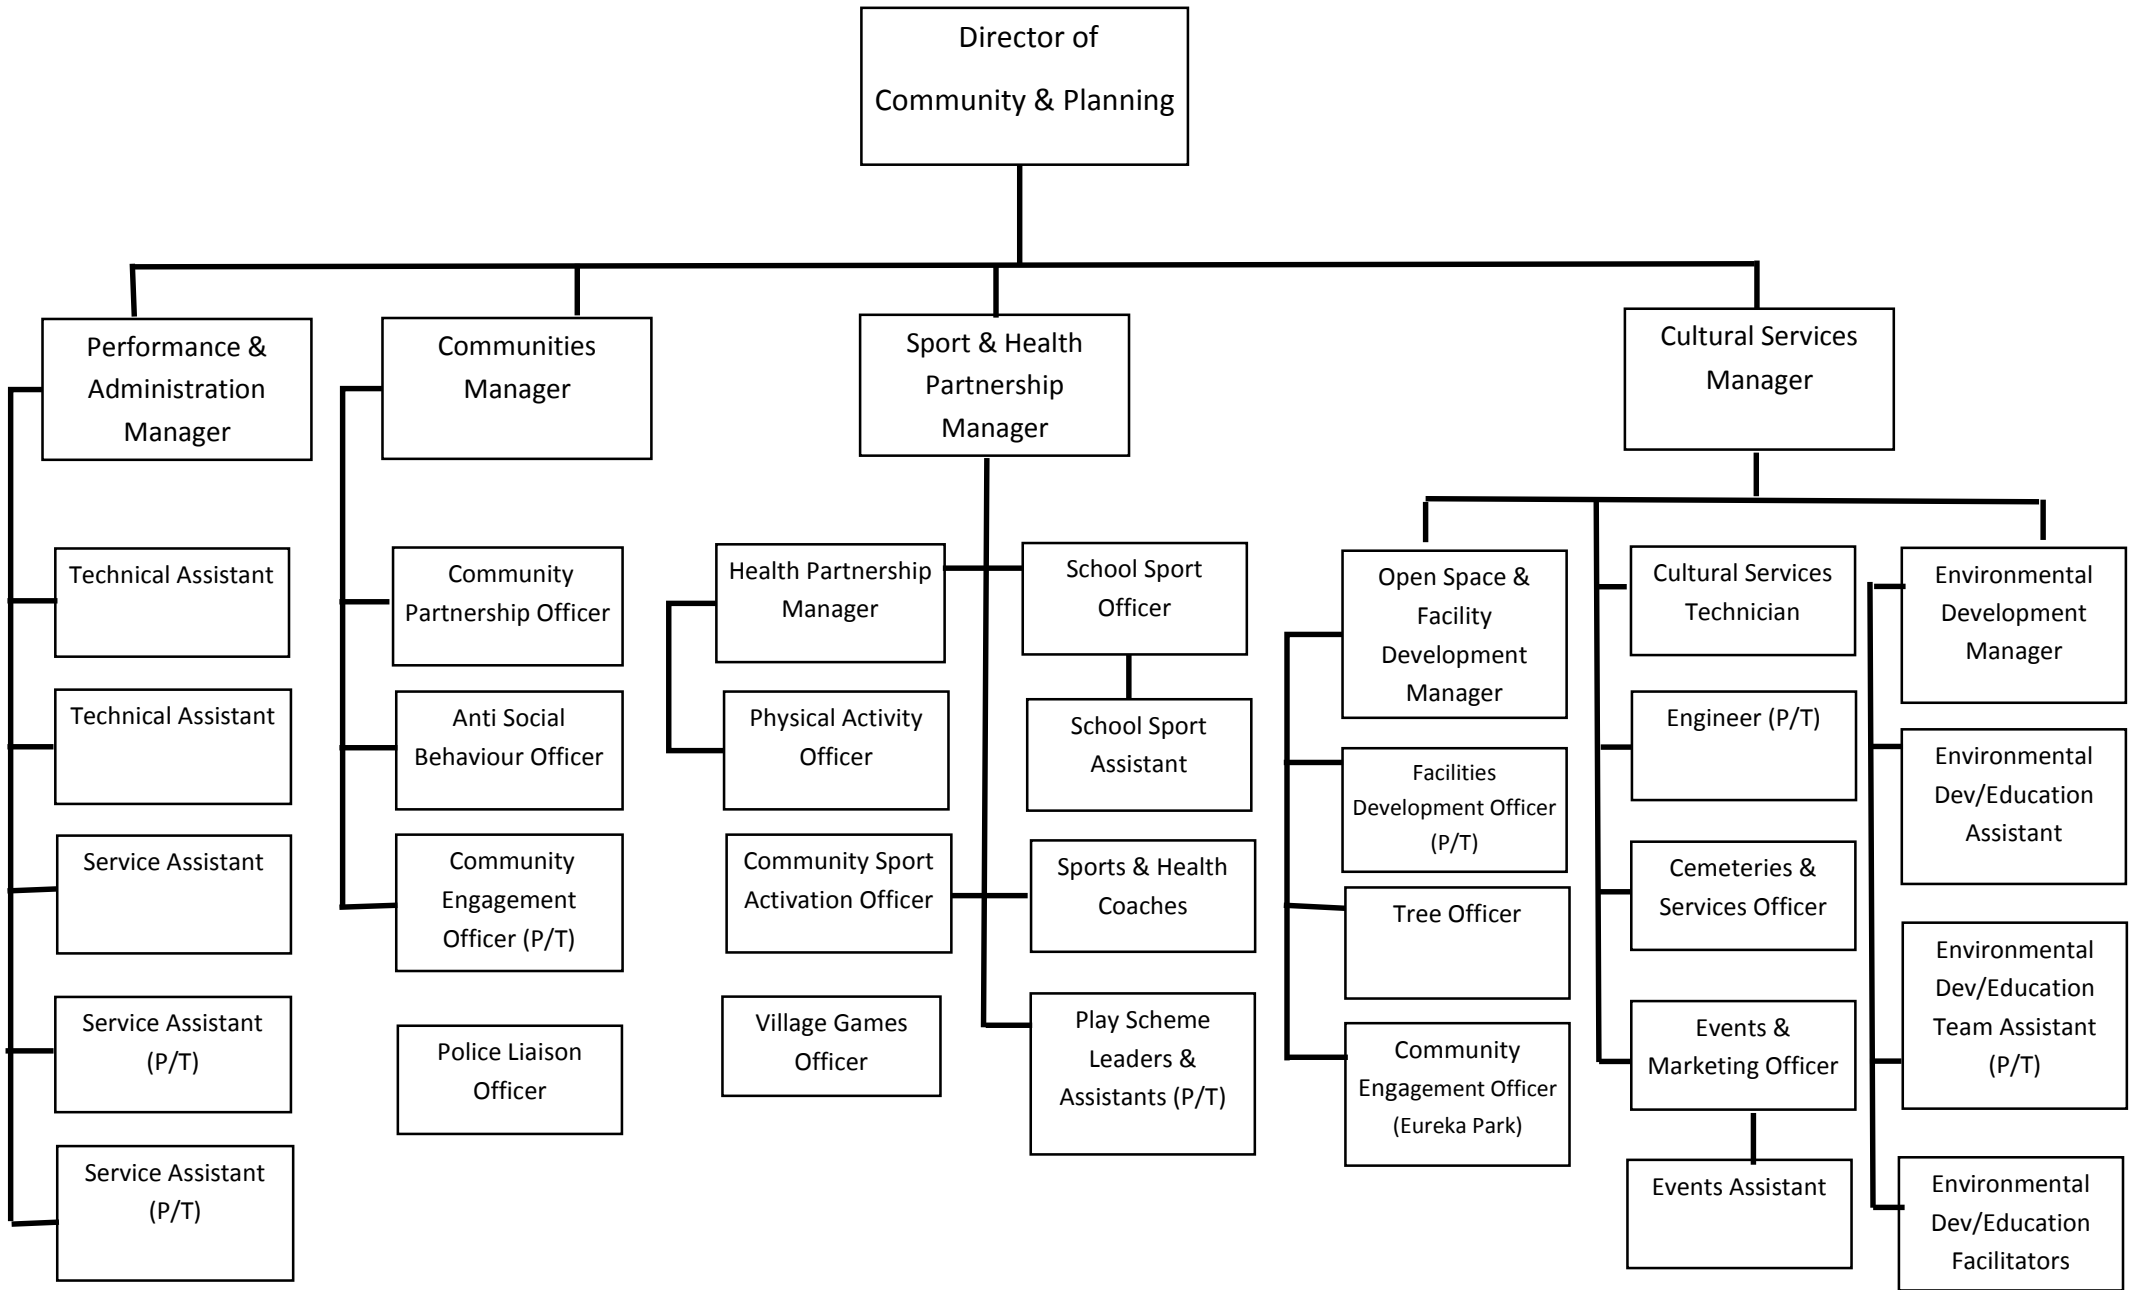 Director of
Community & Planning
Performance &
Administration
Manager
Communities
Manager
Sport & Health
Partnership
Manager
Cultural Services
Manager
Technical Assistant
Technical Assistant
Service Assistant
Service Assistant
(P/T)
Service Assistant
(P/T)
Community
Partnership Officer
Anti Social
Behaviour Officer
Community
Engagement
Officer (P/T)
Police Liaison
Officer
Health Partnership
Manager
Physical Activity
Officer
Community Sport
Activation Officer
Village Games
Officer
School Sport
Officer
School Sport
Assistant
Sports & Health
Coaches
Play Scheme
Leaders &
Assistants (P/T)
Open Space &
Facility
Development
Manager
Facilities
Development Officer
(P/T)
Tree Officer
Community
Engagement Officer
(Eureka Park)
Cultural Services
Technician
Engineer (P/T)
Cemeteries &
Services Officer
Events &
Marketing Officer
Events Assistant
Environmental
Development
Manager
Environmental
Dev/Education
Assistant
Environmental
Dev/Education
Team Assistant
(P/T)
Environmental
Dev/Education
Facilitators